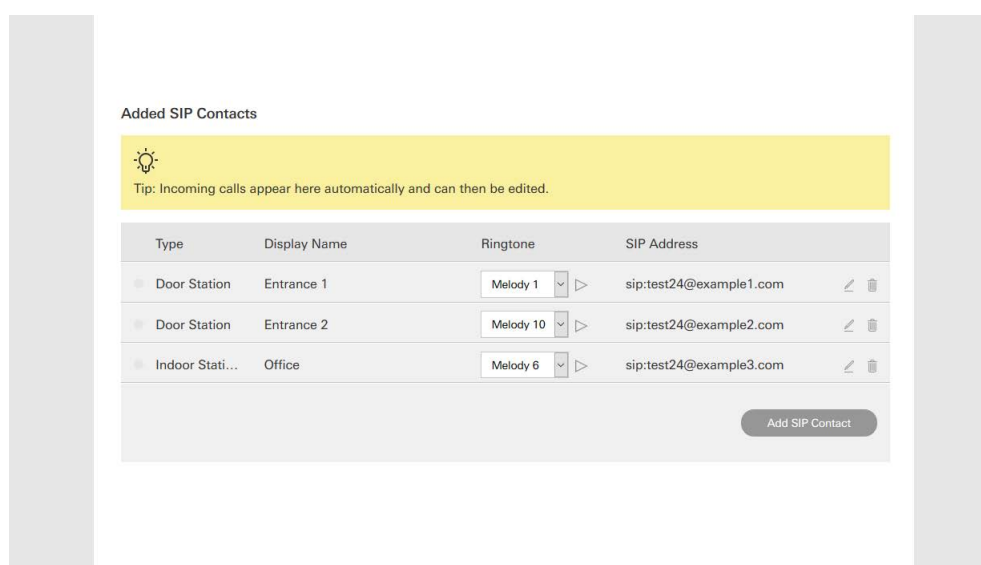 Added SIP Contacts
Tip: Incoming calls appear here automatically and can then be edited.
Type Display Name Ringtone SIP Address
Door Station Entrance 1 Melody 1 sip:test24@example1.com
Door Station Entrance 2 Melody 10 sip:test24@example2.com
Indoor Stati... Office Melody 6 sip:test24@example3.com
Add SIP Contact